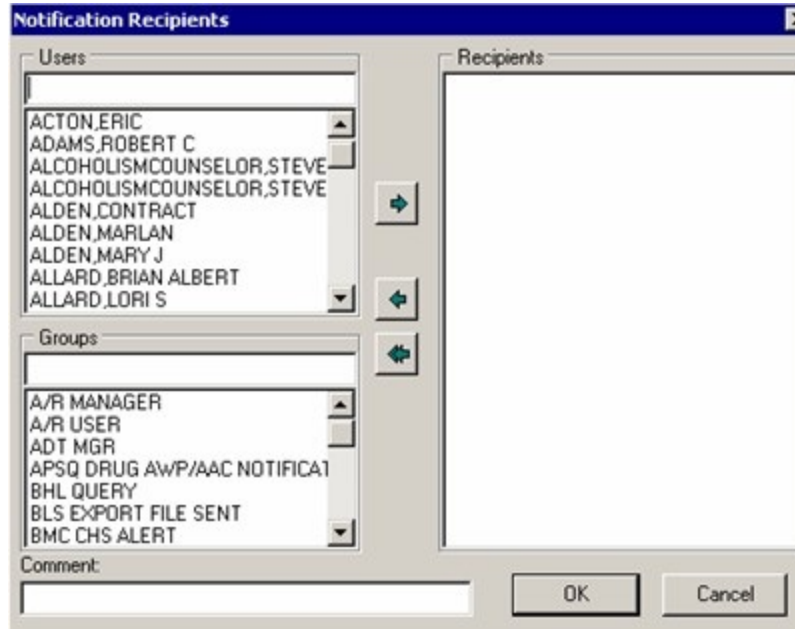 Notification Recipients
Users
ACTON,ERIC
ADAMS,ROBERT C
ALCOHOLISMCOUNSELOR,STEVE
ALCOHOLISMCOUNSELOR,STEVE
ALDEN,CONTRACT
ALDEN,MARLAN
ALDEN,MARY J
ALLARD,BRIAN ALBERT
ALLARD,LORI S
Groups
A/R MANAGER
A/R USER
ADT MGR
APSQ DRUG AWP/AAC NOTIFICAT
BHL QUERY
BLS EXPORT FILE SENT
BMC CHS ALERT
Comment:
Recipients
OK
Cancel